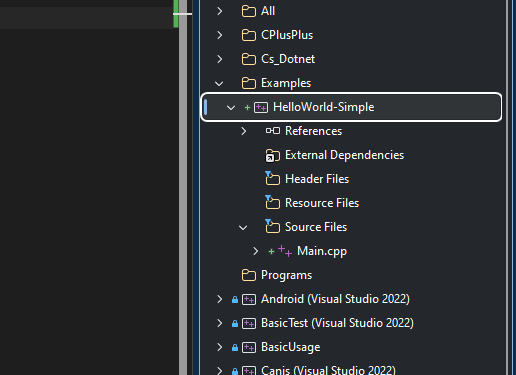 All
CPlusPlus
Cs_Dotnet
Examples
HelloWorld-Simple
References
External Dependencies
Header Files
Resource Files
Source Files
Main.cpp
Programs
Android (Visual Studio 2022)
BasicTest (Visual Studio 2022)
BasicUsage
Canis (Visual Studio 2022)